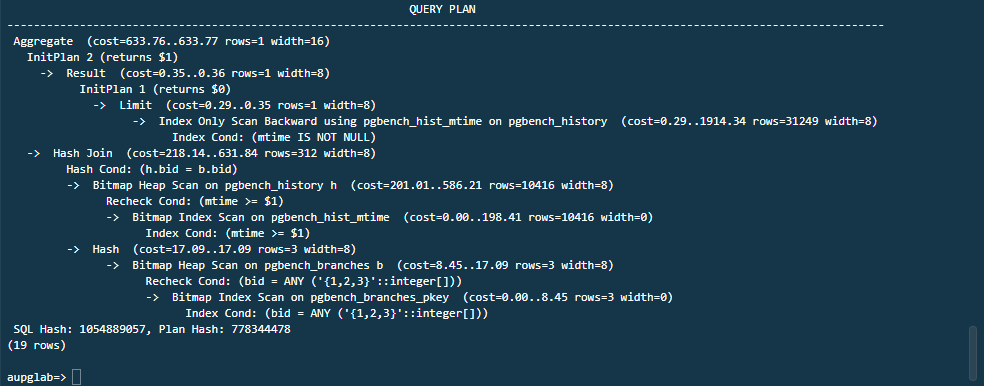 QUERY PLAN
-----------------------------------------------------------------------------------------------------------------------------------
Aggregate  (cost=633.76..633.77 rows=1 width=16)
  InitPlan 2 (returns $1)
    ->  Result  (cost=0.35..0.36 rows=1 width=8)
          InitPlan 1 (returns $0)
            ->  Limit  (cost=0.29..0.35 rows=1 width=8)
                  ->  Index Only Scan Backward using pgbench_hist_mtime on pgbench_history  (cost=0.29..1914.34 rows=31249 width=8)
                        Index Cond: (mtime IS NOT NULL)
  ->  Hash Join  (cost=218.14..631.84 rows=312 width=8)
        Hash Cond: (h.bid = b.bid)
        ->  Bitmap Heap Scan on pgbench_history h  (cost=201.01..586.21 rows=10416 width=8)
              Recheck Cond: (mtime >= $1)
              ->  Bitmap Index Scan on pgbench_hist_mtime  (cost=0.00..198.41 rows=10416 width=0)
                    Index Cond: (mtime >= $1)
        ->  Hash  (cost=17.09..17.09 rows=3 width=8)
              ->  Bitmap Heap Scan on pgbench_branches b  (cost=8.45..17.09 rows=3 width=8)
                    Recheck Cond: (bid = ANY ('{1,2,3}'::integer[]))
                    ->  Bitmap Index Scan on pgbench_branches_pkey  (cost=0.00..8.45 rows=3 width=0)
                          Index Cond: (bid = ANY ('{1,2,3}'::integer[]))
SQL Hash: 1054889057, Plan Hash: 778344478
(19 rows)
aupglab=>